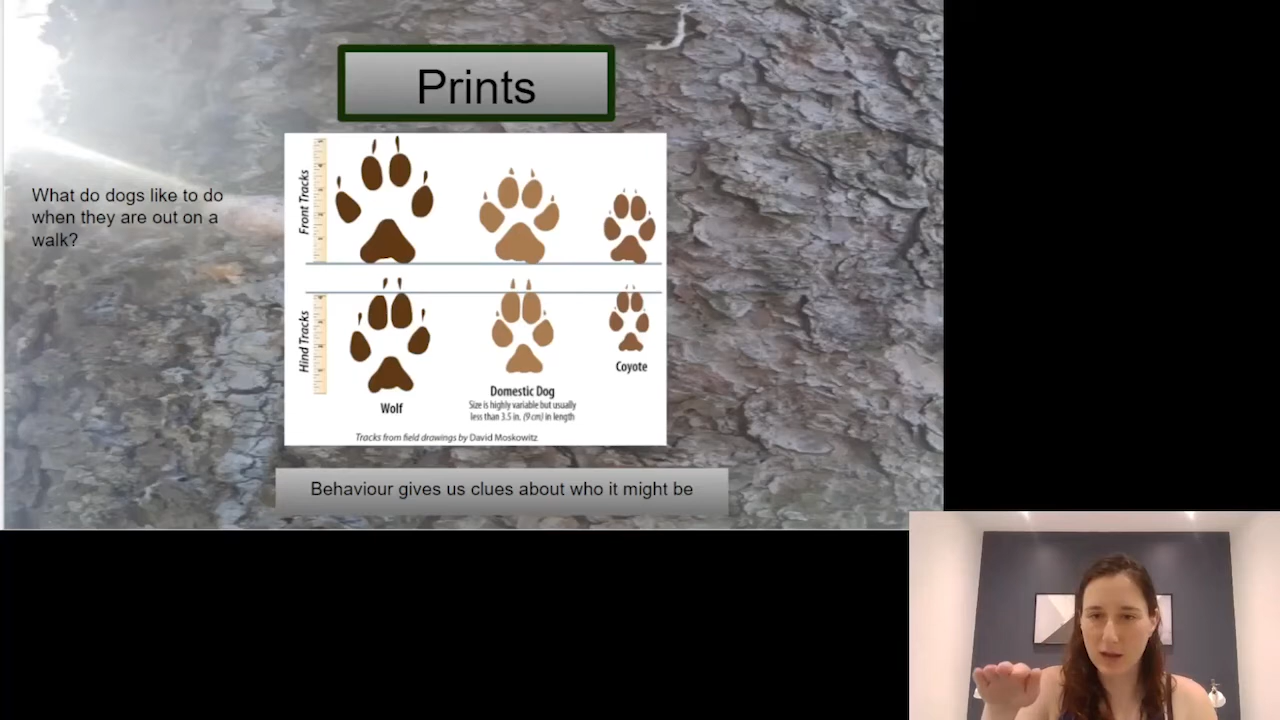 Prints
What do dogs like to do
when they are out on a
walk?
Front Tracks
Hind Tracks
Wolf
Domestic Dog
Size is highly variable but usually
less than 3.5 in. (9 cm) in length
Coyote
Tracks from field drawings by David Moskowitz
Behaviour gives us clues about who it might be